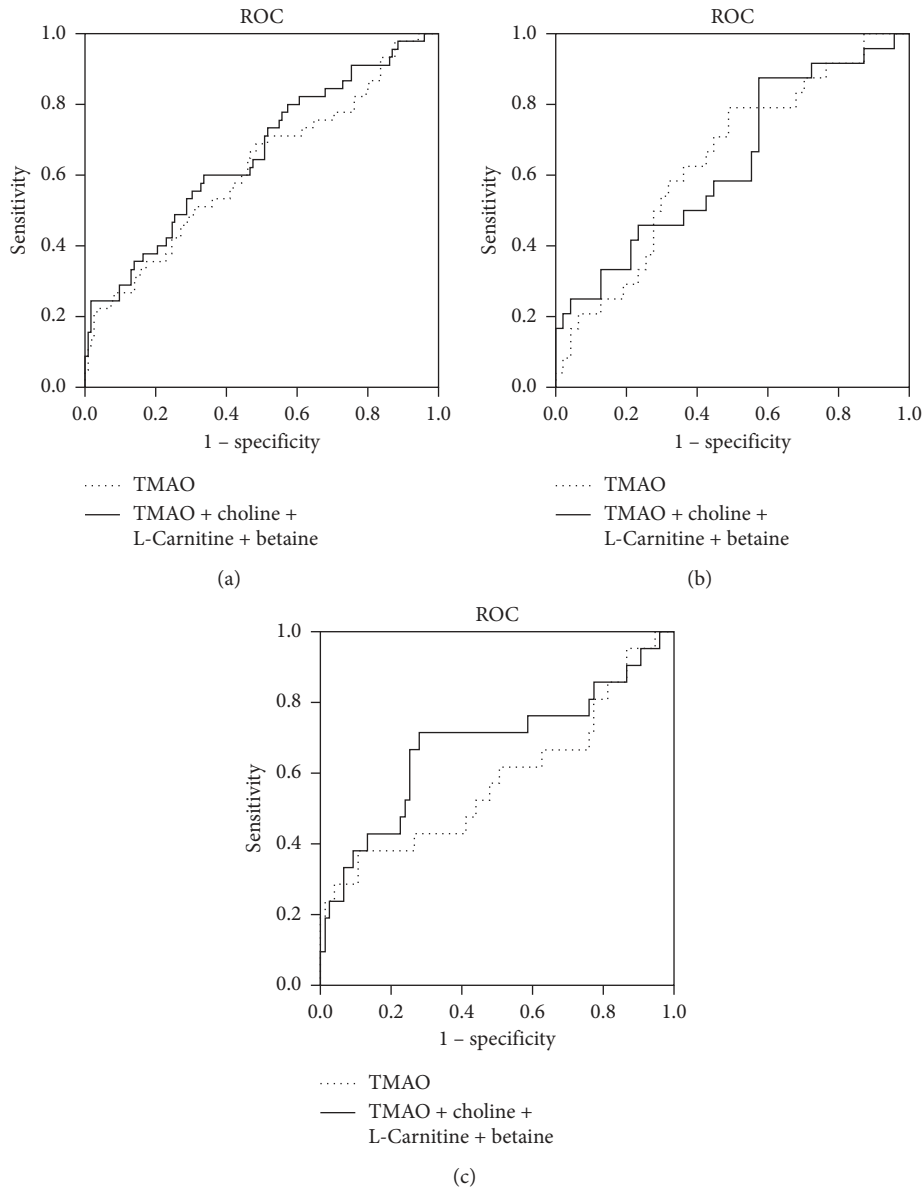 ROC
1.0
0.8
0.6
0.4
0.2
0.0
Sensitivity
0.0 0.2 0.4 0.6 0.8 1.0
1 – specificity
TMAO
TMAO + choline +
L-Carnitine + betaine
(a)
ROC
1.0
0.8
0.6
0.4
0.2
0.0
Sensitivity
0.0 0.2 0.4 0.6 0.8 1.0
1 – specificity
TMAO
TMAO + choline +
L-Carnitine + betaine
(b)
ROC
1.0
0.8
0.6
0.4
0.2
0.0
Sensitivity
0.0 0.2 0.4 0.6 0.8 1.0
1 – specificity
TMAO
TMAO + choline +
L-Carnitine + betaine
(c)